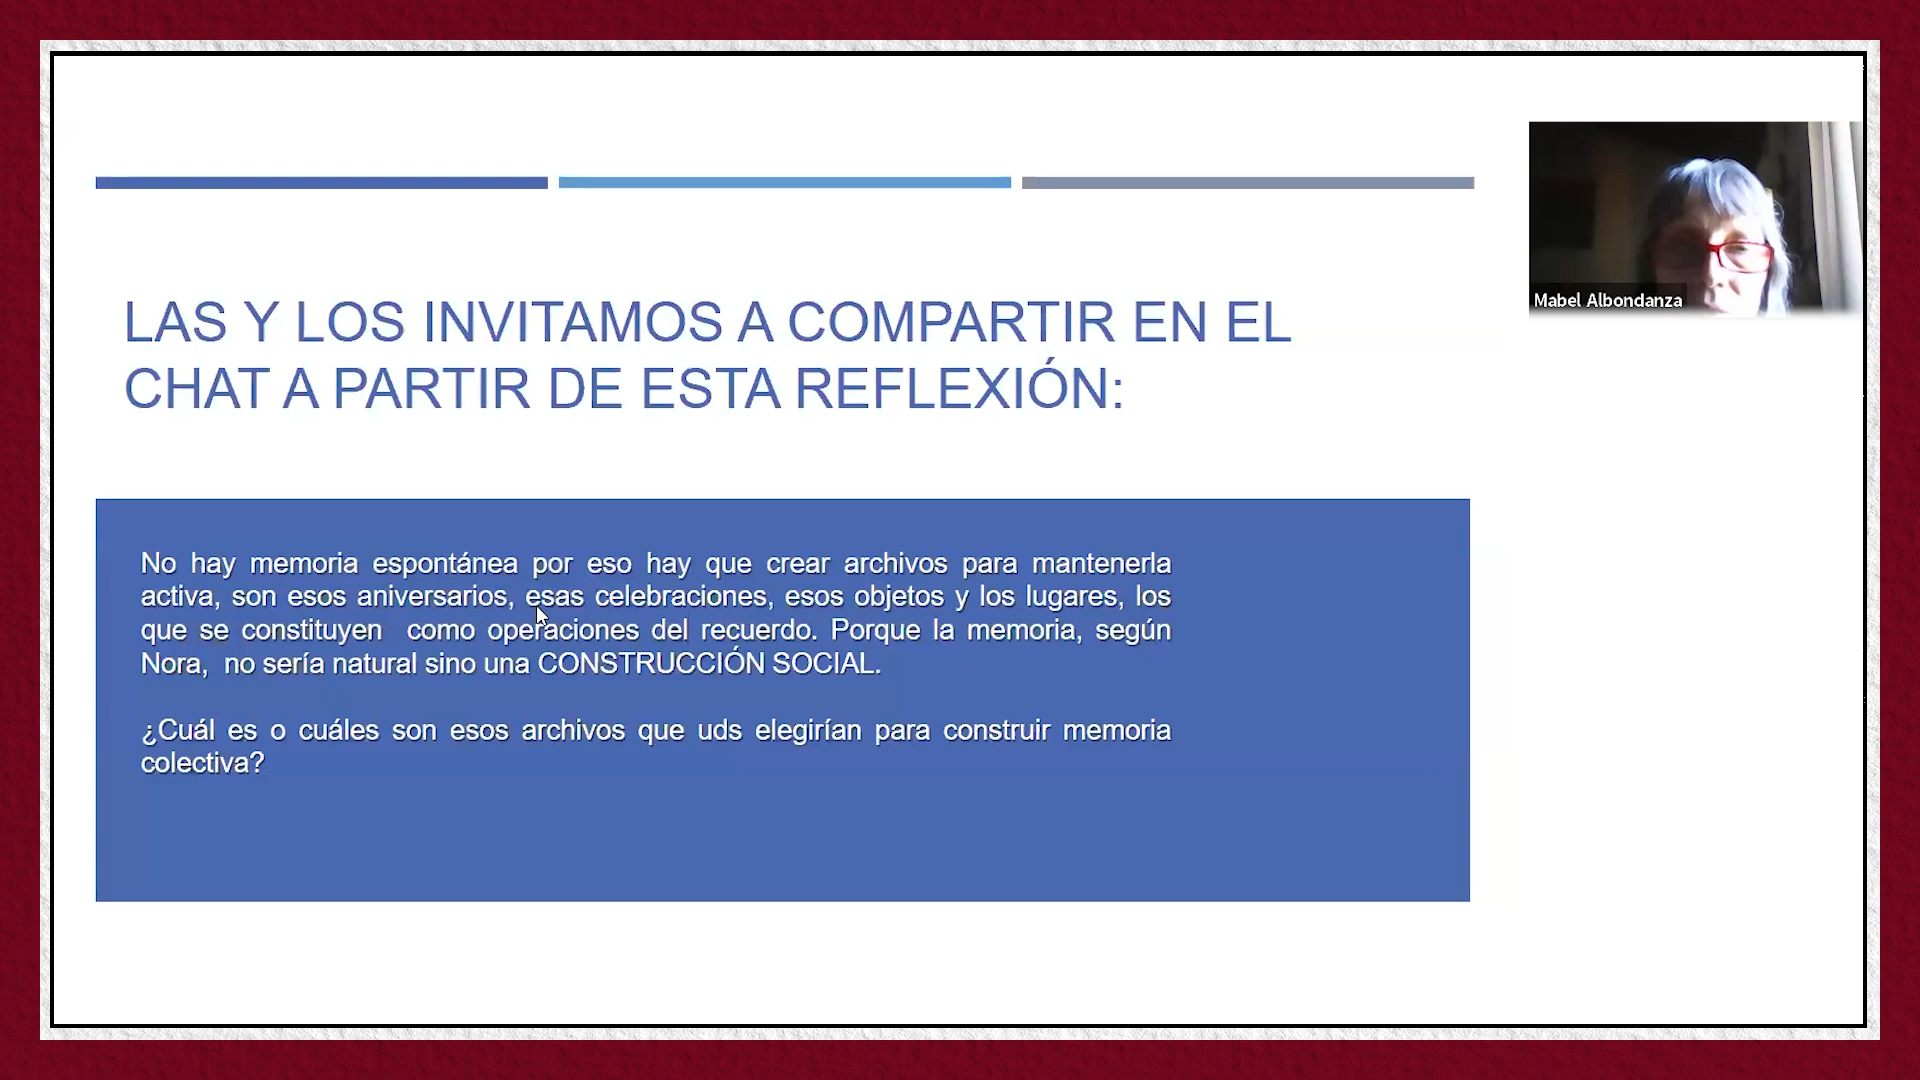 LAS Y LOS INVITAMOS A COMPARTIR EN EL
CHAT A PARTIR DE ESTA REFLEXIÓN:
Mabel Albondanza
No hay memoria espontánea por eso hay que crear archivos para mantenerla
activa, son esos aniversarios, esas celebraciones, esos objetos y los lugares, los
que se constituyen como operaciones del recuerdo. Porque la memoria, según
Nora, no sería natural sino una CONSTRUCCIÓN SOCIAL.
¿Cuál es o cuáles son esos archivos que uds elegirían para construir memoria
colectiva?